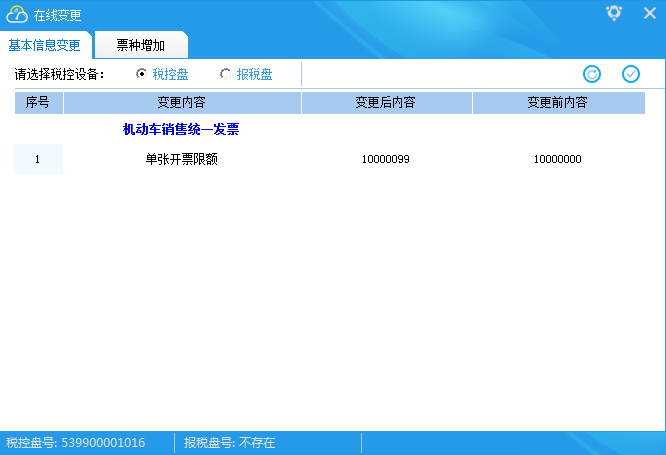 在线变更
基本信息变更 票种增加
请选择税控设备： 税控盘 报税盘
序号 变更内容 变更后内容 变更前内容
机动车销售统一发票
1 单张开票限额 10000099 10000000
税控盘号: 539900001016 报税盘号: 不存在